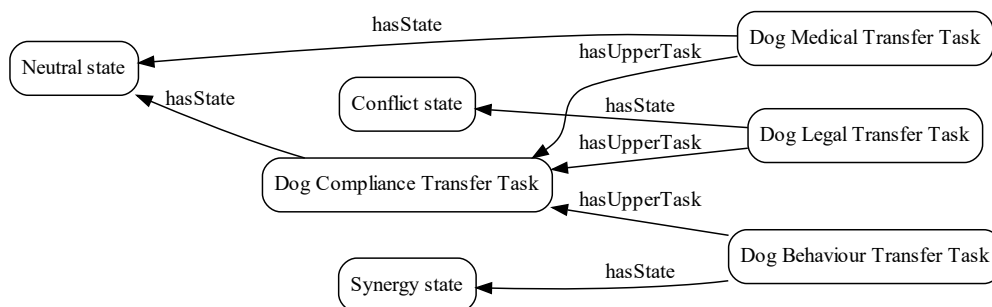 hasState
Dog Medical Transfer Task
hasUpperTask
Neutral state
hasState
Conflict state
hasState
Dog Legal Transfer Task
hasUpperTask
Dog Compliance Transfer Task
hasUpperTask
Dog Behaviour Transfer Task
hasState
Synergy state